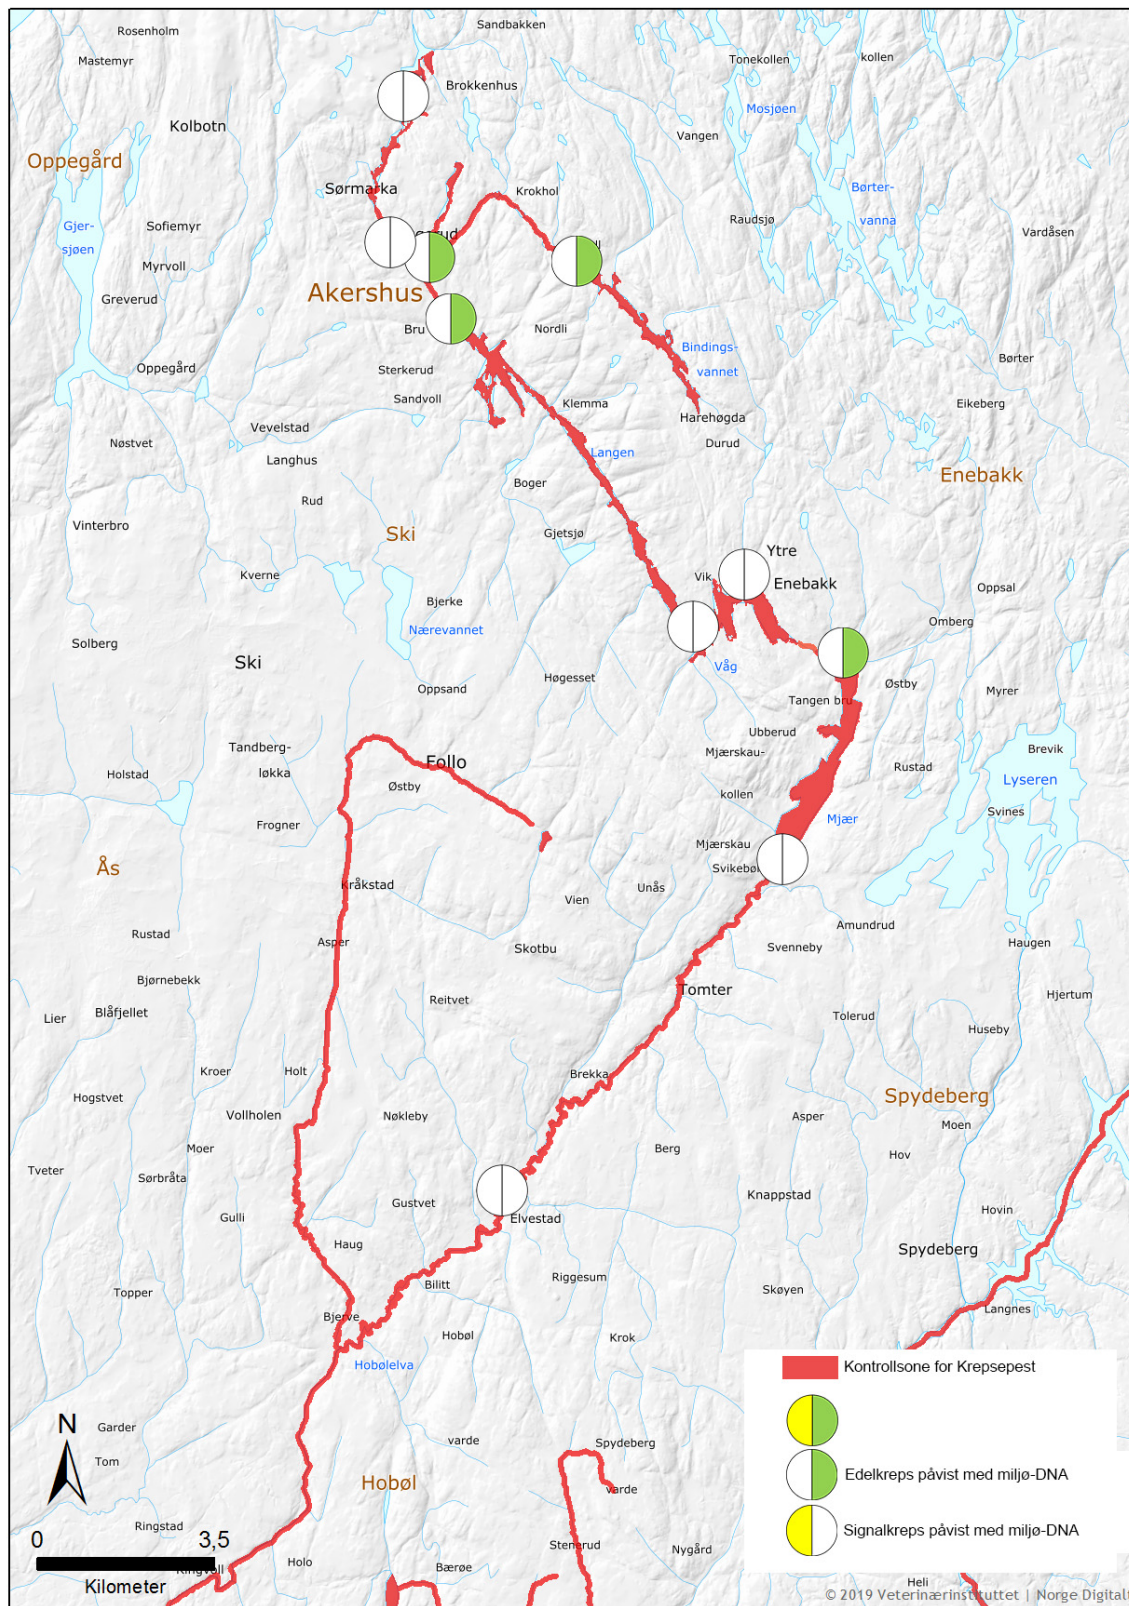 Rosenholm
Sandbakken
Mastemyr
Tonekollen
kollen
Brokkenhus
Mosjøen
Kolbotn
Vangen
Oppegård
Sørmarka
Krokhol
Børter-
vanna
Raudsjø
Gjer-
sjøen
Sofiemyr
Vardåsen
Myrvoll
Greverud
Akershus
Bru
Nordli
Bindings-
vannet
Oppegård
Sterkerud
Børter
Sandvoll
Klemma
Eikeberg
Harehøgda
Vevelstad
Nøstvet
Durud
Langen
Langhus
Enebakk
Boger
Rud
Vinterbro
Ski
Gjetsjø
Ytre
Enebakk
Vik
Kverne
Oppsal
Bjerke
Nærevannet
Omberg
Solberg
Ski
Våg
Høgesset
Oppsand
Østby
Myrer
Tangen bru
Ubberud
Tandberg-
løkka
Mjærskau-
kollen
Brevik
Follo
Rustad
Lyseren
Holstad
Østby
Svines
Frogner
Mjær
Mjærskau
Ås
Svikebøl
Kråkstad
Unås
Vien
Amundrud
Rustad
Asper
Skotbu
Svenneby
Haugen
Bjørnebekk
Tomter
Hjertum
Reitvet
Lier
Blåfjellet
Tolerud
Huseby
Kroer
Holt
Brekka
Hogstvet
Spydeberg
Vollholen
Nøkleby
Asper
Moen
Moer
Berg
Hov
Tveter
Sørbråta
Knappstad
Gustvet
Hovin
Gulli
Elvestad
Haug
Spydeberg
Riggesum
Bilitt
Topper
Skøyen
Langnes
Bjerve
Hobøl
Krok
Hobølelva
Kontrollsone for Krepsepest
Garder
N
varde
Spydeberg
Tom
Edelkreps påvist med miljø-DNA
Hobøl
varde
Ringstad
Signalkreps påvist med miljø-DNA
0
3,5
Stenerud
Nygård
Holo
Ringvoll
Bærøe
Kilometer
Heli
© 2019 Veterinærinstituttet | Norge Digitalt